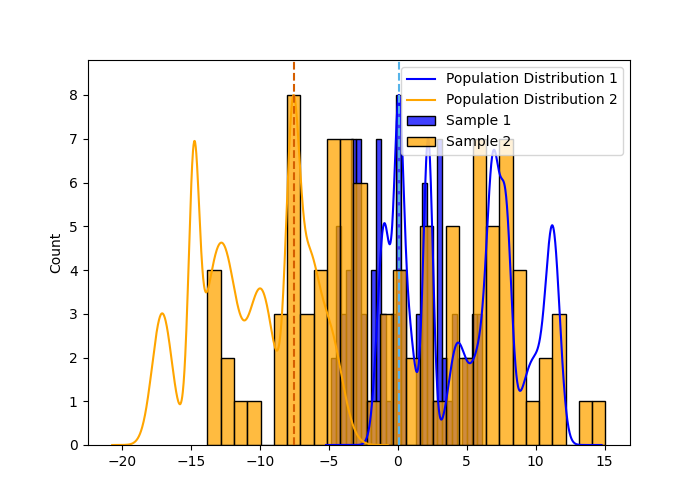 Population Distribution 1
Population Distribution 2
Sample 1
Sample 2
Count
8
7
6
5
4
3
2
1
0
−20 −15 −10 −5 0 5 10 15